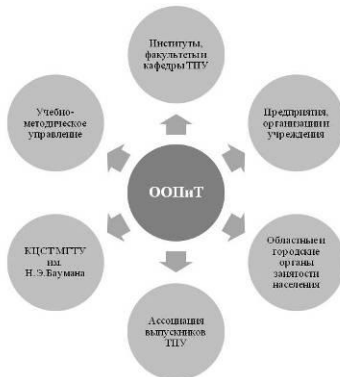 Институты,
факультеты и
кафедры ТПУ
Учебно-
методическое
управление
Предприятия,
организации и
учреждения
ООПиТ
КЦСТ МГТУ
им.
Н.Э.Баумана
Областные и
городские
органы
занятости
населения
Ассоциация
выпускников
ТПУ